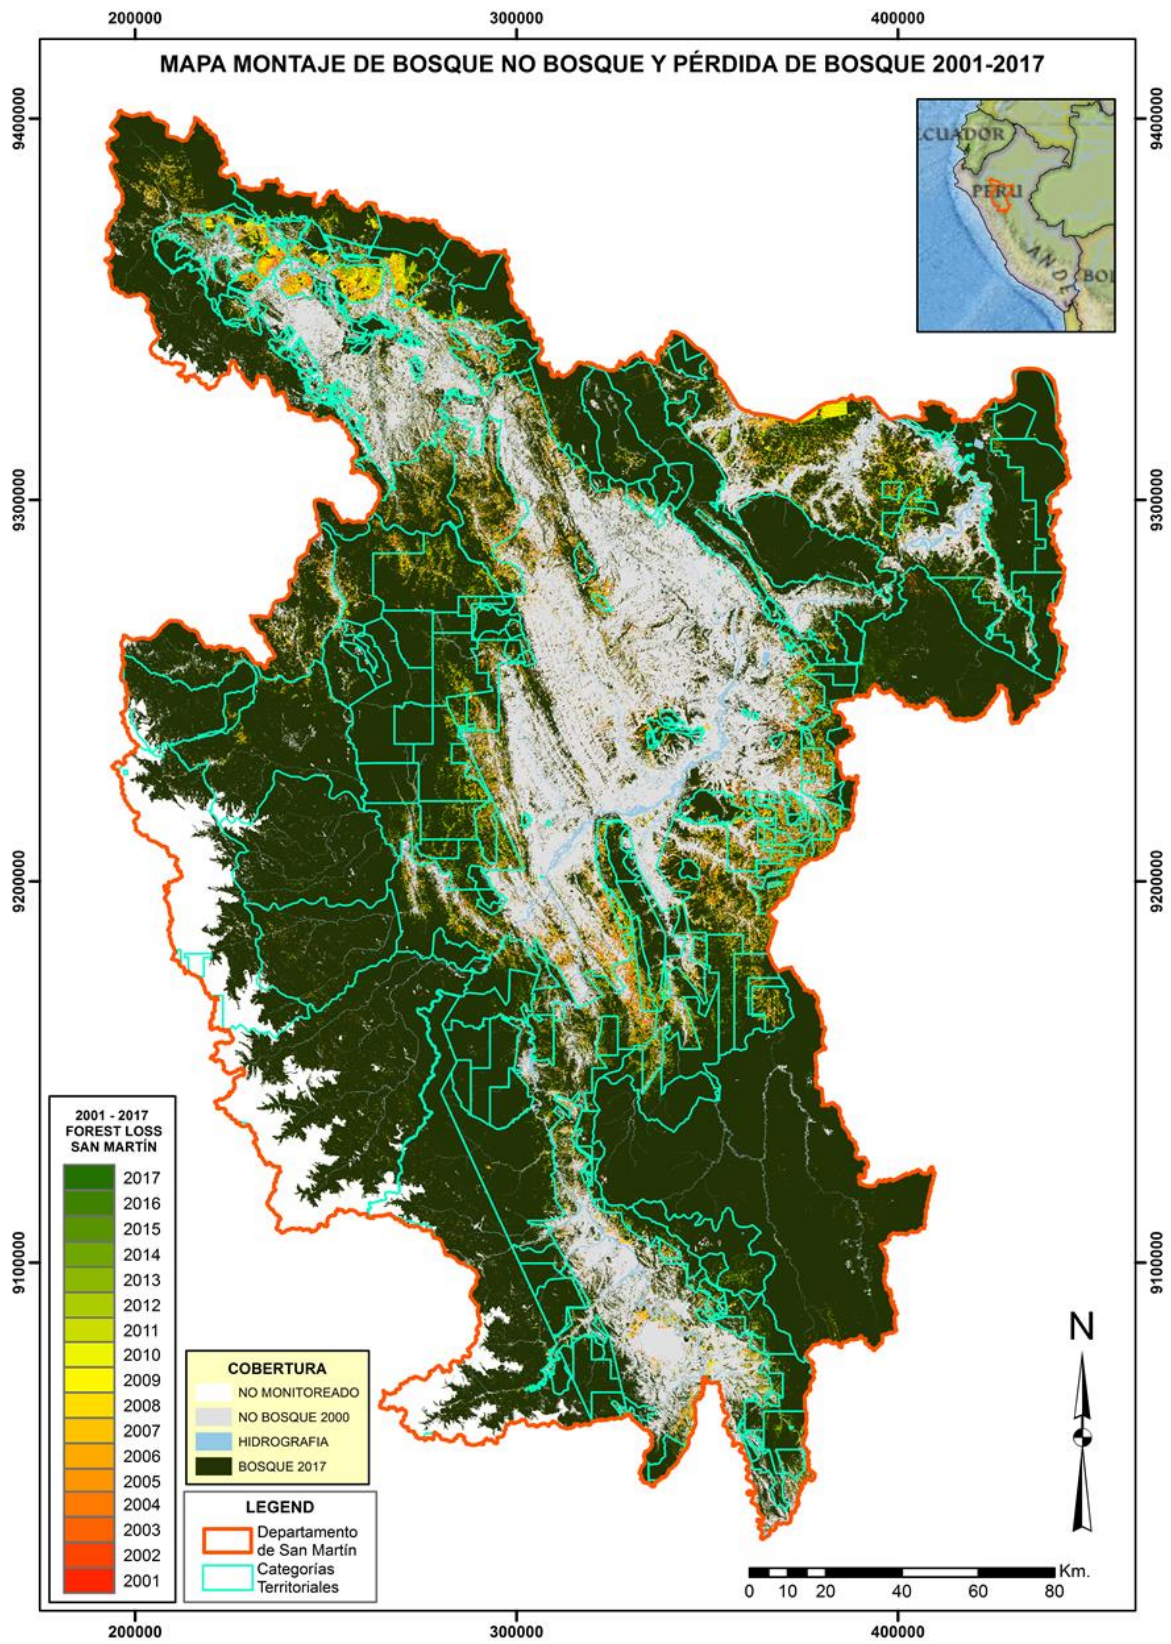 200000
300000
400000
MAPA MONTAJE DE BOSQUE NO BOSQUE Y PÉRDIDA DE BOSQUE 2001-2017
9400000
9400000
ECUADOR
PERU
ANDE
BOL
9300000
9300000
9200000
9200000
9100000
9100000
2001 - 2017
FOREST LOSS
SAN MARTÍN
2017
2016
2015
2014
2013
2012
2011
2010
2009
2008
2007
2006
2005
2004
2003
2002
2001
COBERTURA
NO MONITOREADO
NO BOSQUE 2000
HIDROGRAFIA
BOSQUE 2017
LEGEND
Departamento
de San Martín
Categorías
Territoriales
N
Km.
0 10 20 40 60 80
200000
300000
400000